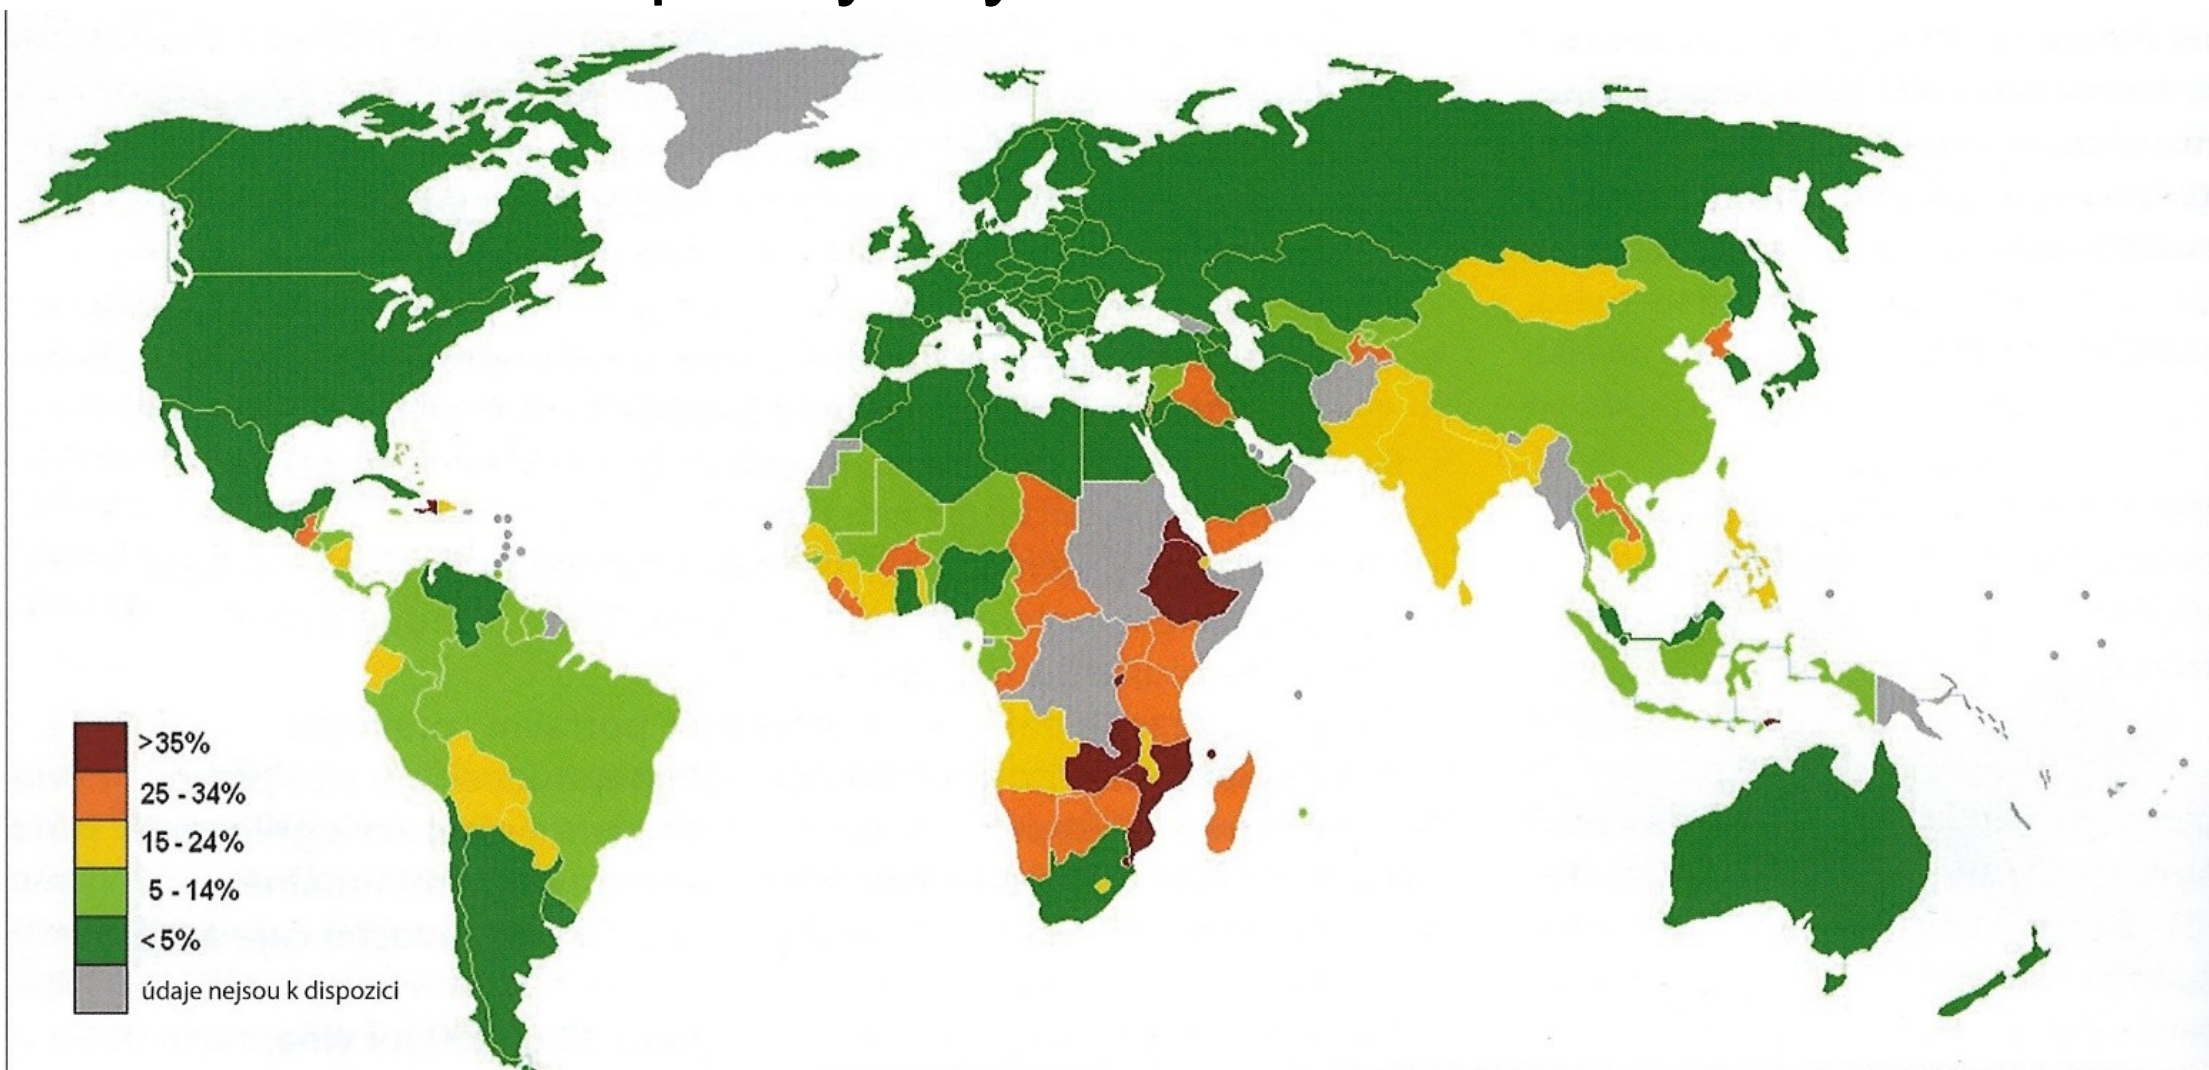 >35%
25 - 34%
15 - 24%
5 - 14%
<5%
údaje nejsou k dispozici